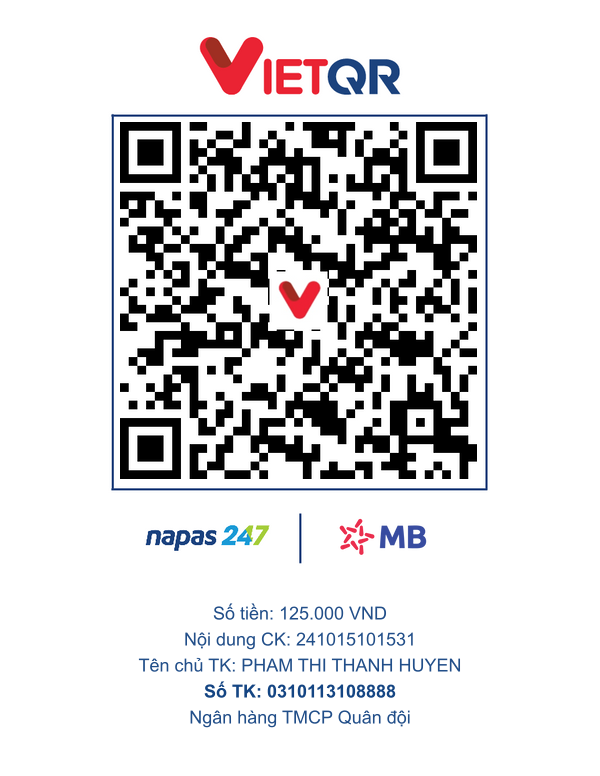 VIETQR
napas 247
MB
Số tiền: 125.000 VND
Nội dung CK: 241015101531
Tên chủ TK: PHAM THI THANH HUYEN
Số TK: 0310113108888
Ngân hàng TMCP Quân đội